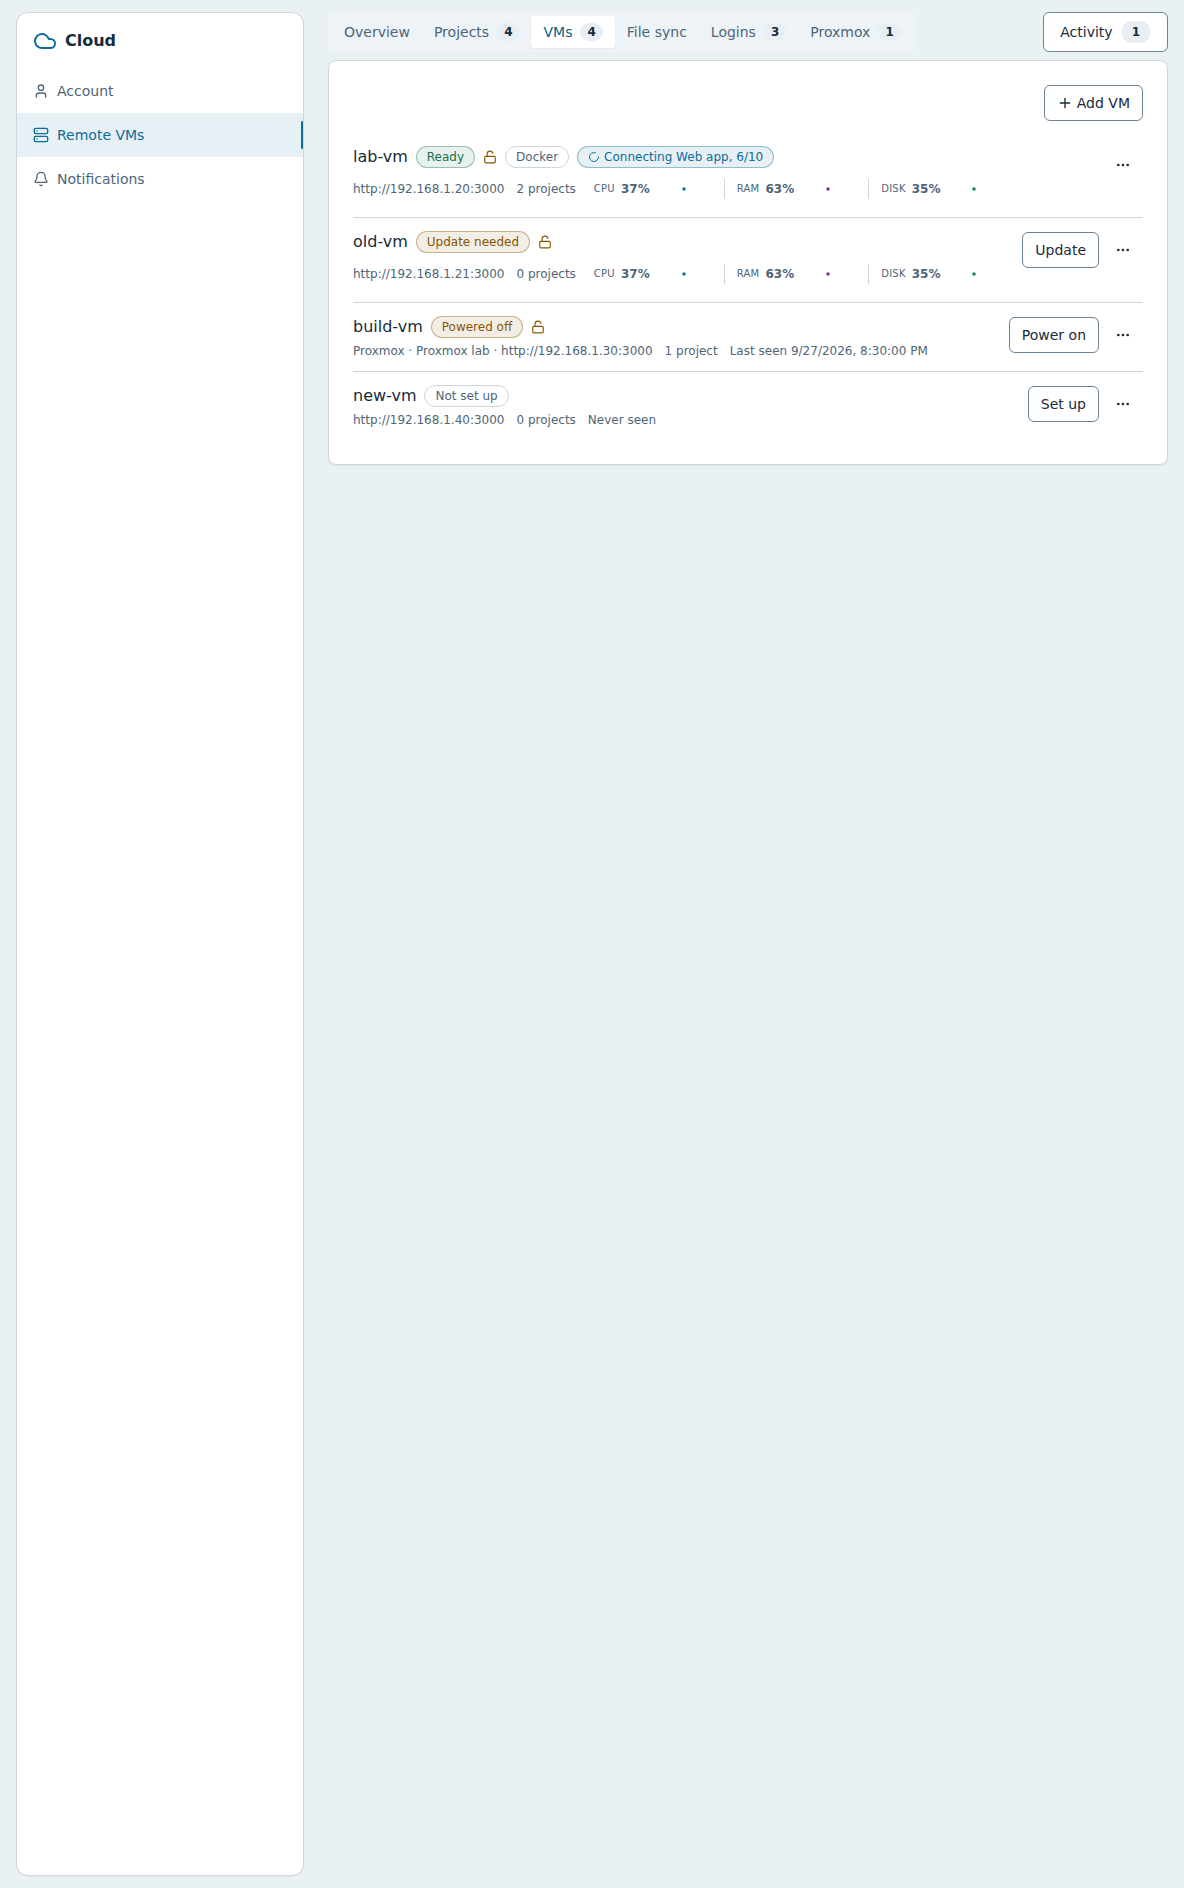 Cloud
Account
Remote VMs
Notifications
Overview Projects 4 VMs 4 File sync Logins 3 Proxmox 1 Activity 1
Add VM
lab-vm Ready Docker Connecting Web app, 6/10
http://192.168.1.20:3000 2 projects CPU 37% RAM 63% DISK 35%
old-vm Update needed Update
http://192.168.1.21:3000 0 projects CPU 37% RAM 63% DISK 35%
build-vm Powered off Power on
Proxmox · Proxmox lab · http://192.168.1.30:3000 1 project Last seen 9/27/2026, 8:30:00 PM
new-vm Not set up Set up
http://192.168.1.40:3000 0 projects Never seen